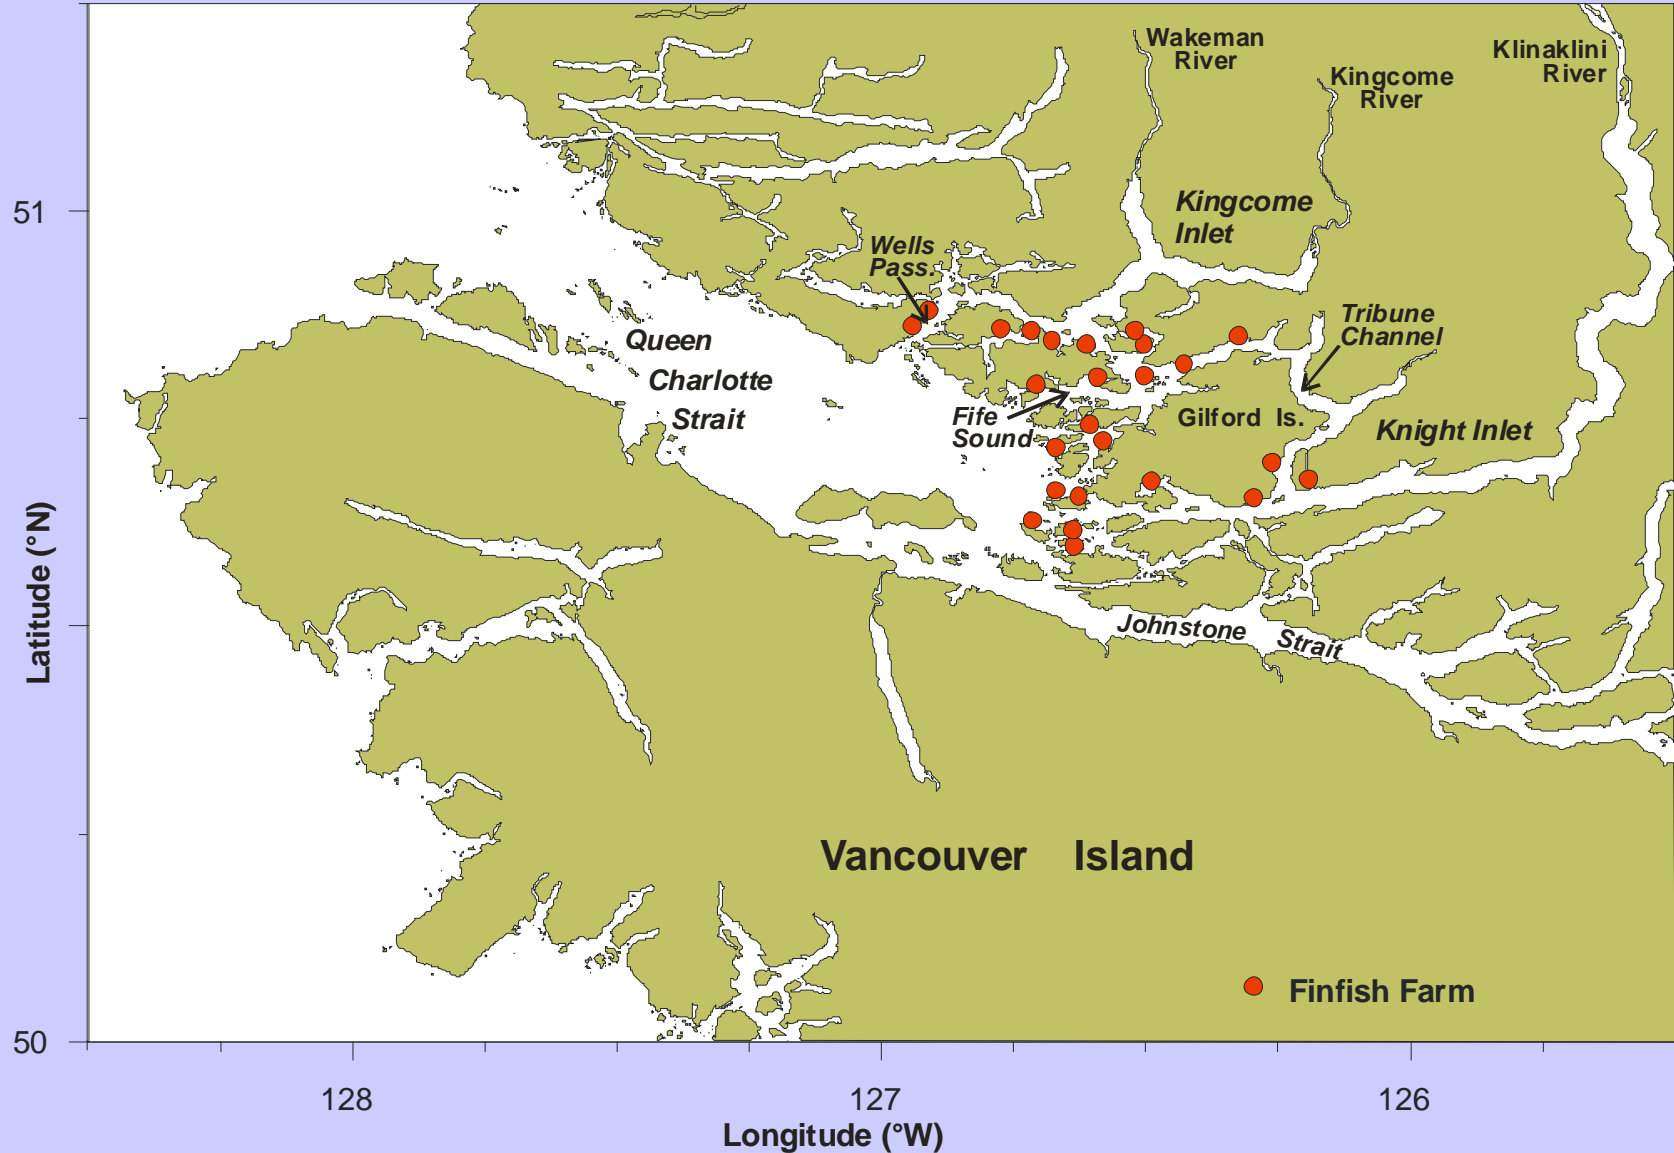 Wakeman
River
Klinaklini
River
Kingcome
River
51
Kingcome
Inlet
Wells
Pass.
Tribune
Channel
Queen
Charlotte
Strait
Fife
Sound
Gilford Is.
Knight Inlet
Latitude (°N)
Johnstone Strait
Vancouver Island
Finfish Farm
50
128
127
126
Longitude (°W)